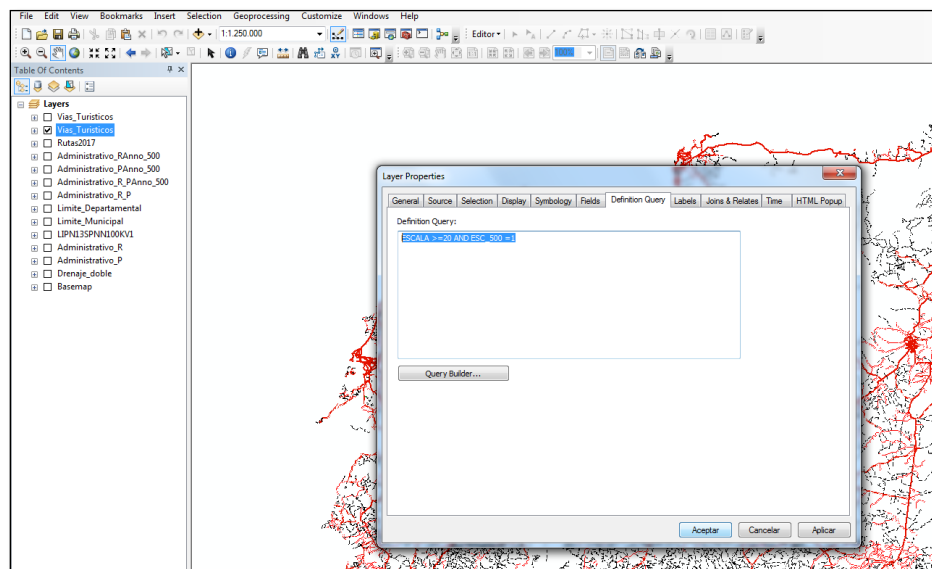 File Edit View Bookmarks Insert Selection Geoprocessing Customize Windows Help
1:1.250.000
Editor
100%
Table Of Contents
Layers
Vias_Turisticos
Vias_Turisticos
Rutas2017
Administrativo_RAnno_500
Administrativo_PAnno_500
Administrativo_R_PAnno_500
Administrativo_R_P
Limite_Departamental
Limite_Municipal
LIPN13SPNN100KV1
Administrativo_R
Administrativo_P
Drenaje_doble
Basemap
Layer Properties
General Source Selection Display Symbology Fields Definition Query Labels Joins & Relates Time HTML Popup
Definition Query:
ESCALA >=20 AND ESC_500 =1
Query Builder...
Aceptar Cancelar Aplicar